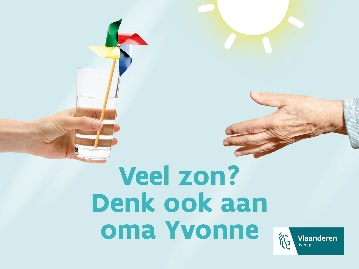 Veel zon?
Denk ook aan
oma Yvonne
Vlaanderen